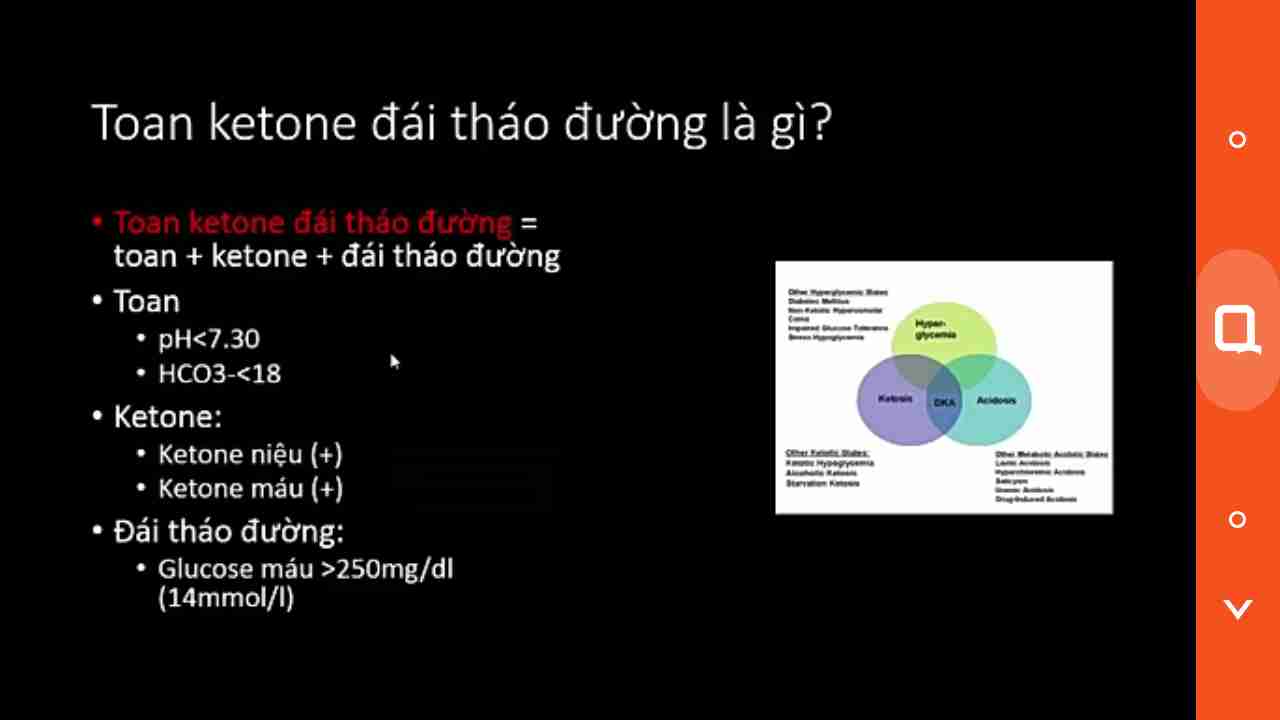 Toan ketone đái tháo đường là gì?
• Toan ketone đái tháo đường =
toan + ketone + đái tháo đường
• Toan
• pH<7.30
• HCO3-<18
• Ketone:
• Ketone niệu (+)
• Ketone máu (+)
• Đái tháo đường:
• Glucose máu >250mg/dl
(14mmol/l)
Other Hyperglycemic States
Diabetes Mellitus
Non-Ketotic Hyperosmolar
Coma
Impaired Glucose Tolerance
Stress Hyperglycemia
Hyper-
glycemia
Ketosis
DKA
Acidosis
Other Ketotic States:
Ketotic Hypoglycemia
Alcoholic Ketosis
Starvation Ketosis
Other Metabolic Acidotic States
Lactic Acidosis
Hyperchloremic Acidosis
Uremic Acidosis
Drug-Induced Acidosis